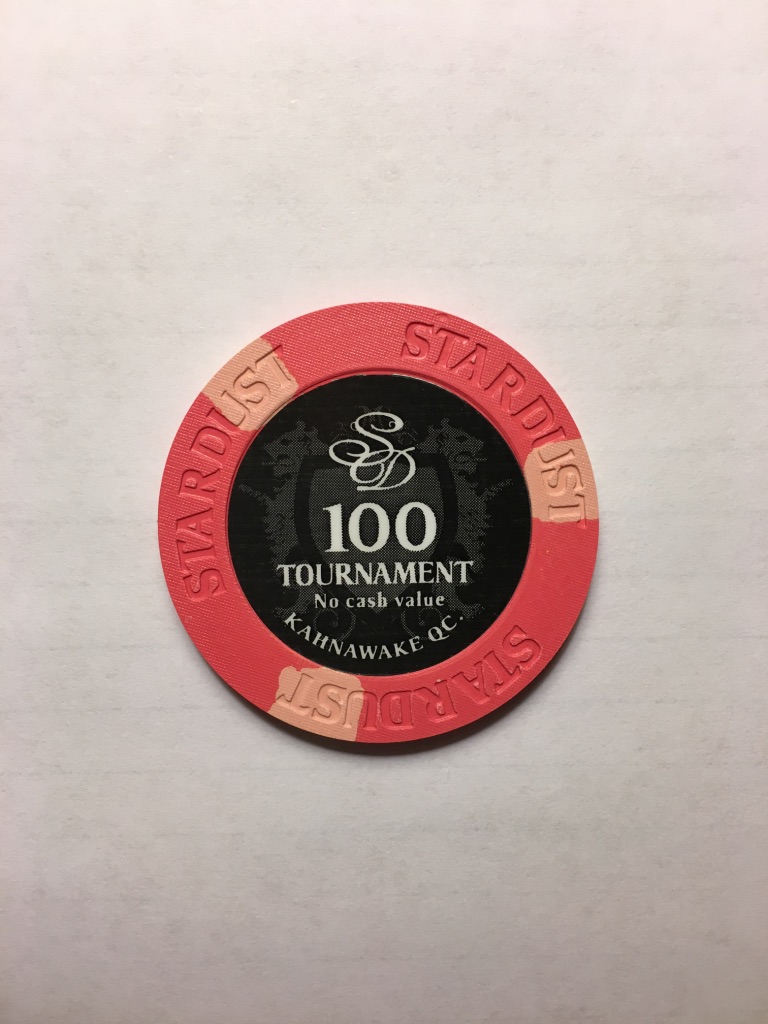 STARDUST
STARDUST
STARDUST
SD
100
TOURNAMENT
No cash value
KAHNAWAKE QC.